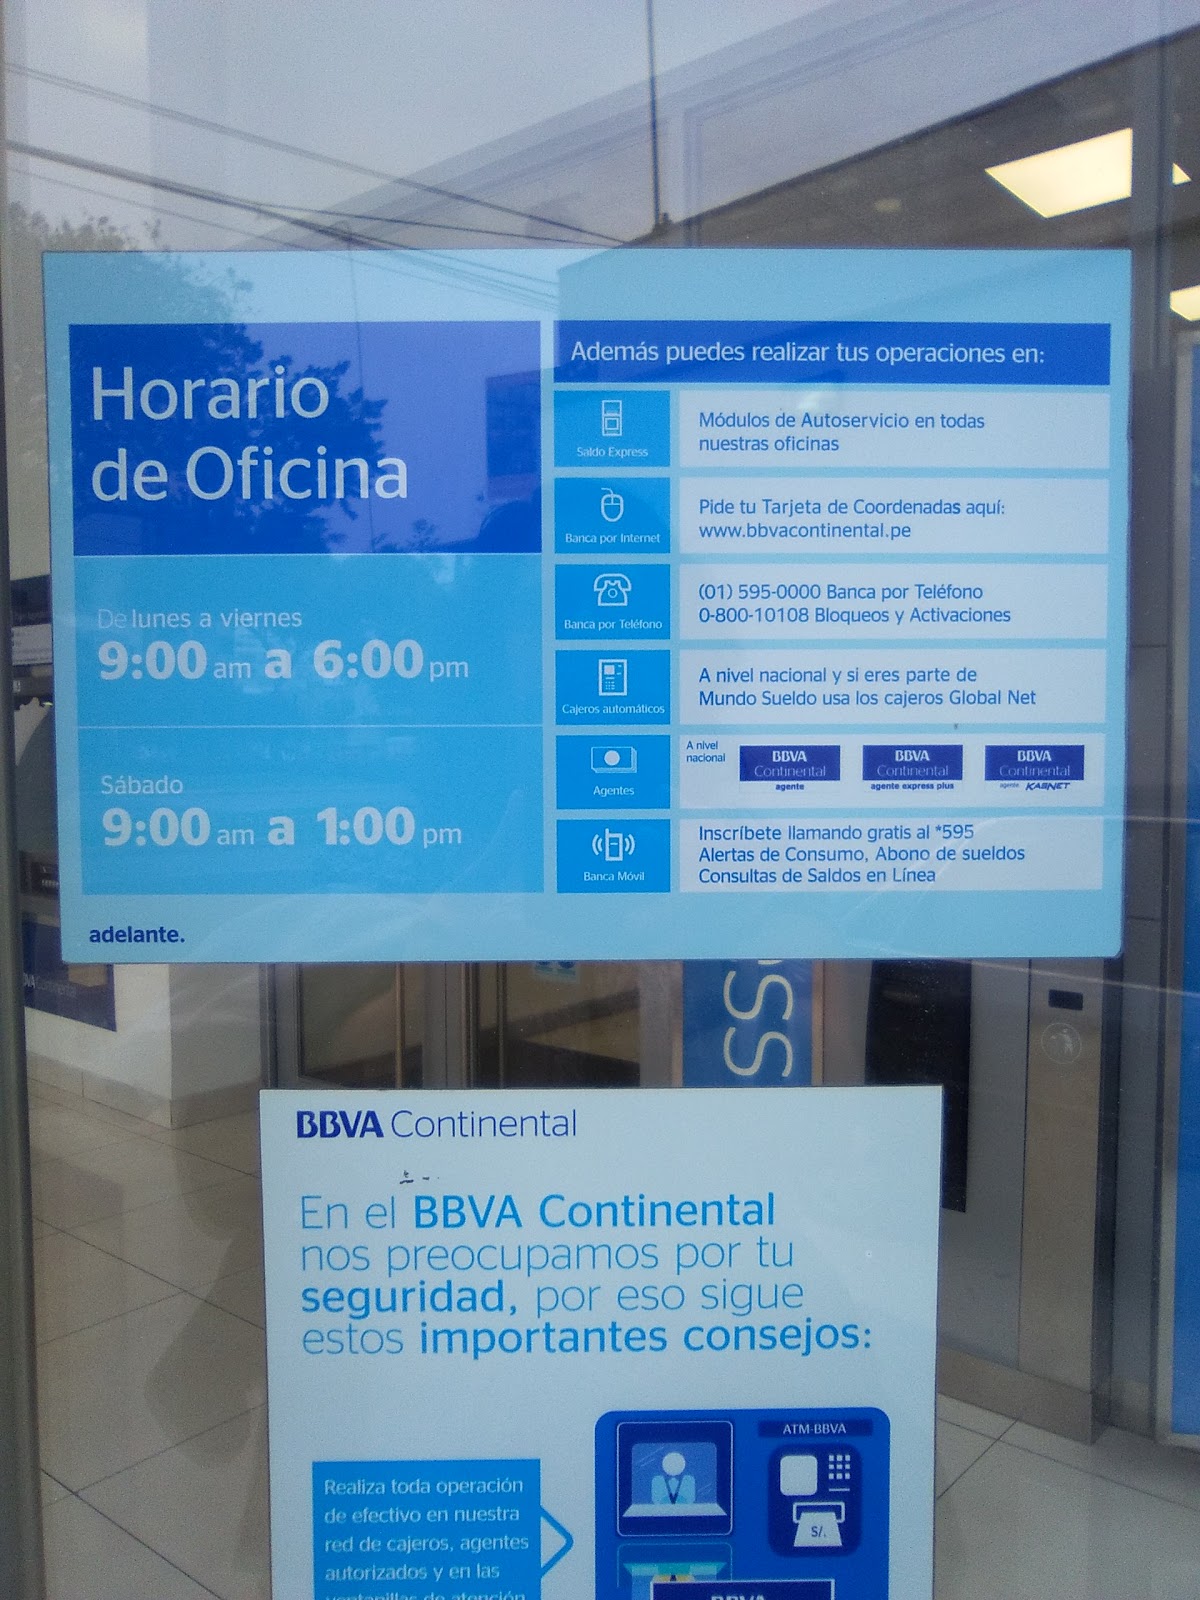 Horario
de Oficina
De lunes a viernes
9:00 am a 6:00 pm
Sábado
9:00 am a 1:00 pm
adelante.
Además puedes realizar tus operaciones en:
Saldo Express
Módulos de Autoservicio en todas
nuestras oficinas
Banca por Internet
Pide tu Tarjeta de Coordenadas aquí:
www.bbvacontinental.pe
Banca por Teléfono
(01) 595-0000 Banca por Teléfono
0-800-10108 Bloqueos y Activaciones
Cajeros automáticos
A nivel nacional y si eres parte de
Mundo Sueldo usa los cajeros Global Net
Agentes
A nivel
nacional
BBVA
Continental
agente
BBVA
Continental
agente express plus
BBVA
Continental
agente KASNET
Banca Móvil
Inscríbete llamando gratis al *595
Alertas de Consumo, Abono de sueldos
Consultas de Saldos en Línea
BBVA Continental
En el BBVA Continental
nos preocupamos por tu
seguridad, por eso sigue
estos importantes consejos:
Realiza toda operación
de efectivo en nuestra
red de cajeros, agentes
autorizados y en las
ventanillas de atención
ATM-BBVA
S/.
BBVA